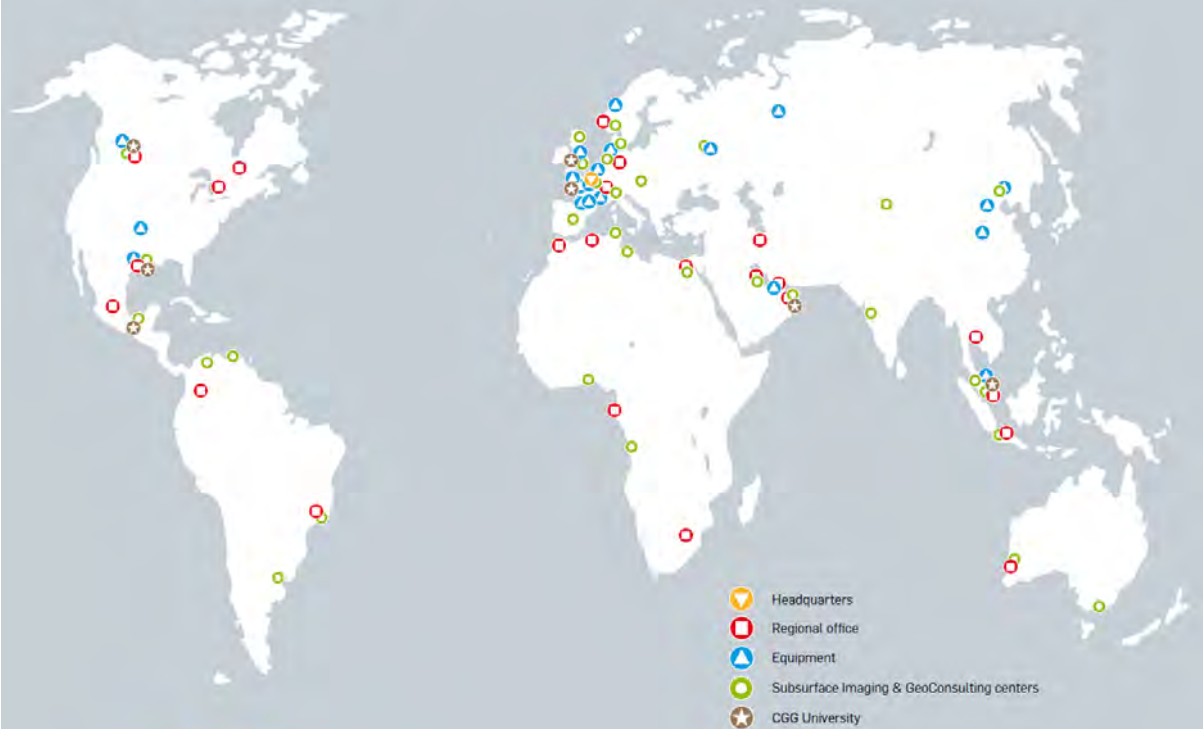 Headquarters
Regional office
Equipment
Subsurface Imaging & GeoConsulting centers
CGG University